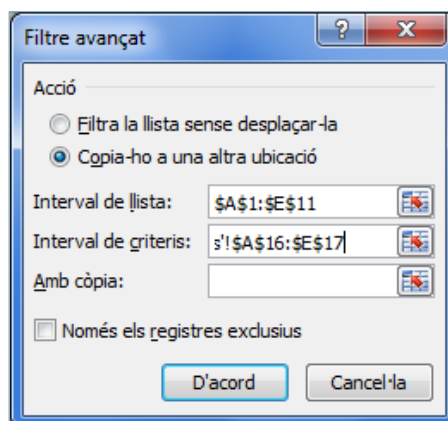 Filtre avançat
Acció
Filtra la llista sense desplaçar-la
Copia-ho a una altra ubicació
Interval de llista: $A$1:$E$11
Interval de criteris: s'!$A$16:$E$17
Amb còpia:
Només els registres exclusius
D'acord Cancel·la